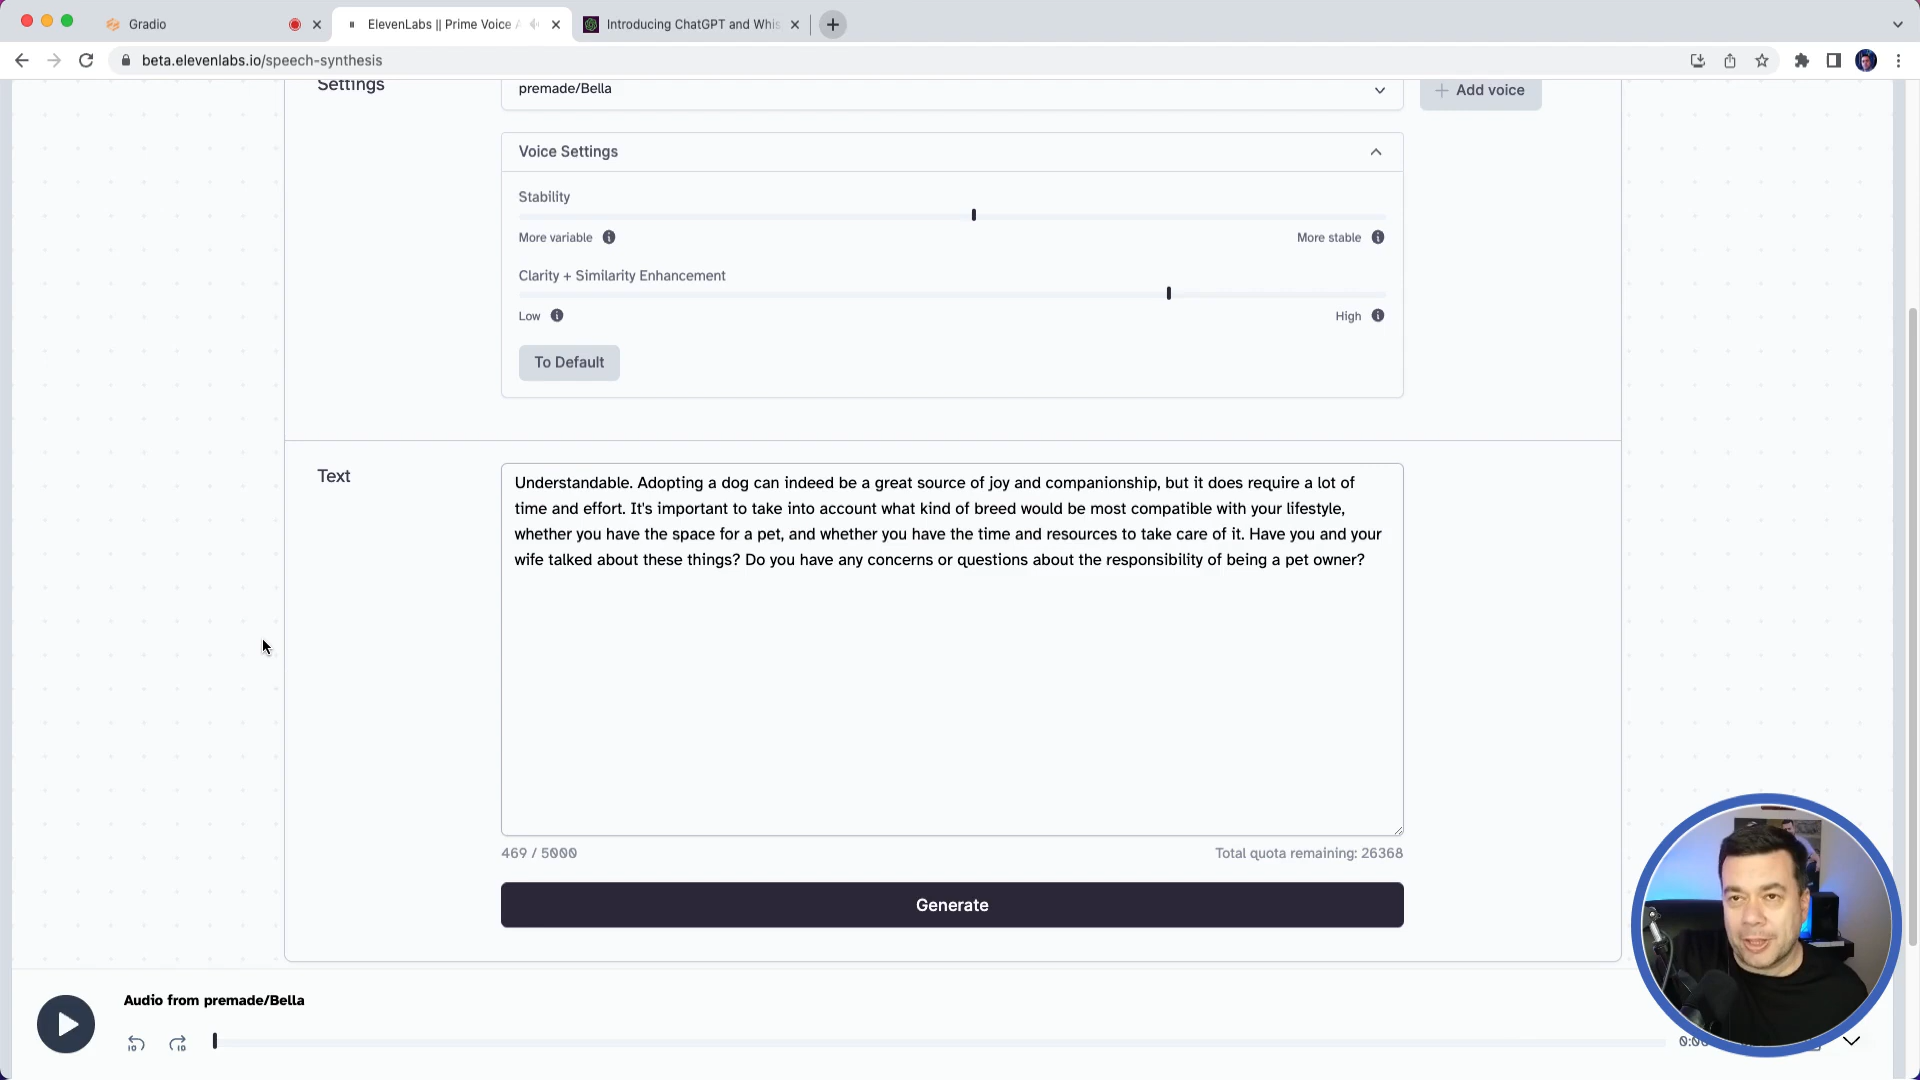 Gradio
ElevenLabs || Prime Voice A
Introducing ChatGPT and Whis
beta.elevenlabs.io/speech-synthesis
Settings
premade/Bella
Add voice
Voice Settings
Stability
More variable
More stable
Clarity + Similarity Enhancement
Low
High
To Default
Text
Understandable. Adopting a dog can indeed be a great source of joy and companionship, but it does require a lot of
time and effort. It's important to take into account what kind of breed would be most compatible with your lifestyle,
whether you have the space for a pet, and whether you have the time and resources to take care of it. Have you and your
wife talked about these things? Do you have any concerns or questions about the responsibility of being a pet owner?
469 / 5000
Total quota remaining: 26368
Generate
Audio from premade/Bella
10
10